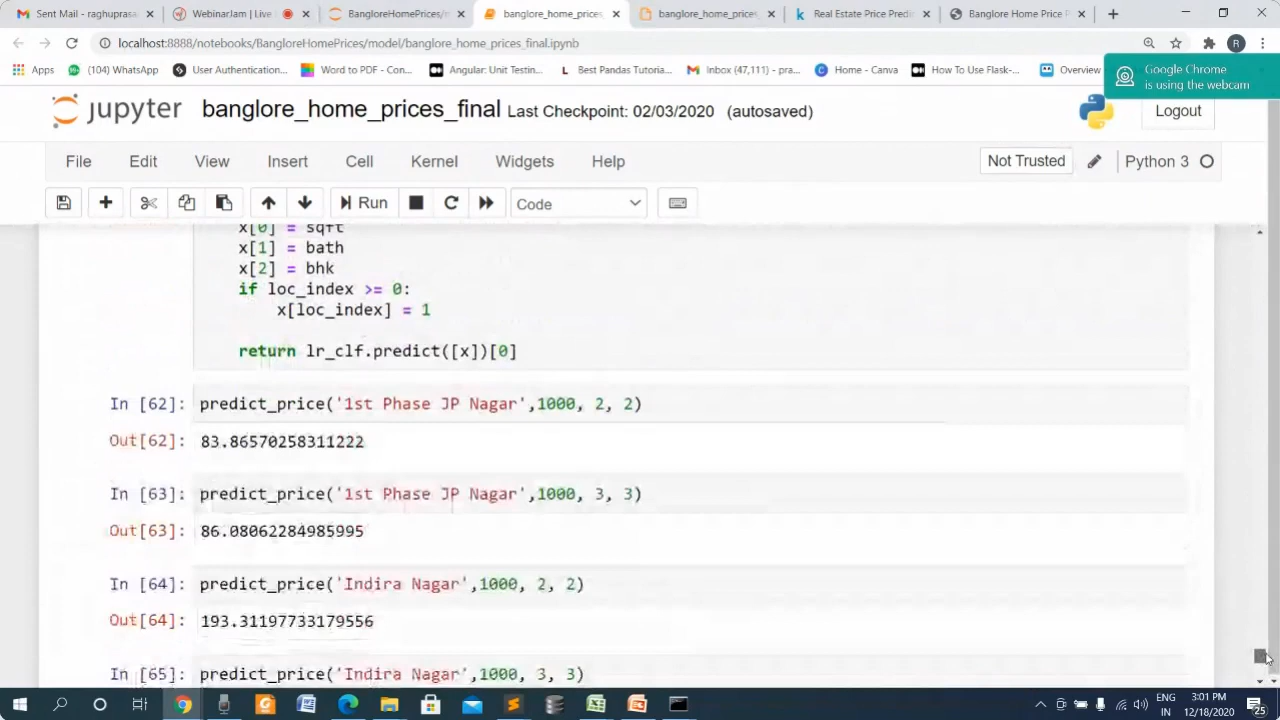 Sent Mail - raghuprasa
WebinarJam | Live
BangloreHomePrices/m
banglore_home_prices
banglore_home_prices_
Real Estate Price Predi
Banglore Home Price P
localhost:8888/notebooks/BangloreHomePrices/model/banglore_home_prices_final.ipynb
R
Apps
(104) WhatsApp
User Authentication...
Word to PDF - Con...
Angular: Unit Testin...
Best Pandas Tutoria...
Inbox (47,111) - pra...
Home - Canva
How To Use Flask-...
Overview
Google Chrome
is using the webcam
jupyter banglore_home_prices_final Last Checkpoint: 02/03/2020 (autosaved)
Logout
File Edit View Insert Cell Kernel Widgets Help
Not Trusted
Python 3
Run
Code
x[0] = sqft
x[1] = bath
x[2] = bhk
if loc_index >= 0:
x[loc_index] = 1
return lr_clf.predict([x])[0]
In [62]: predict_price('1st Phase JP Nagar',1000, 2, 2)
Out[62]: 83.86570258311222
In [63]: predict_price('1st Phase JP Nagar',1000, 3, 3)
Out[63]: 86.08062284985995
In [64]: predict_price('Indira Nagar',1000, 2, 2)
Out[64]: 193.31197733179556
In [65]: predict_price('Indira Nagar',1000, 3, 3)
ENG
IN
3:01 PM
12/18/2020
25